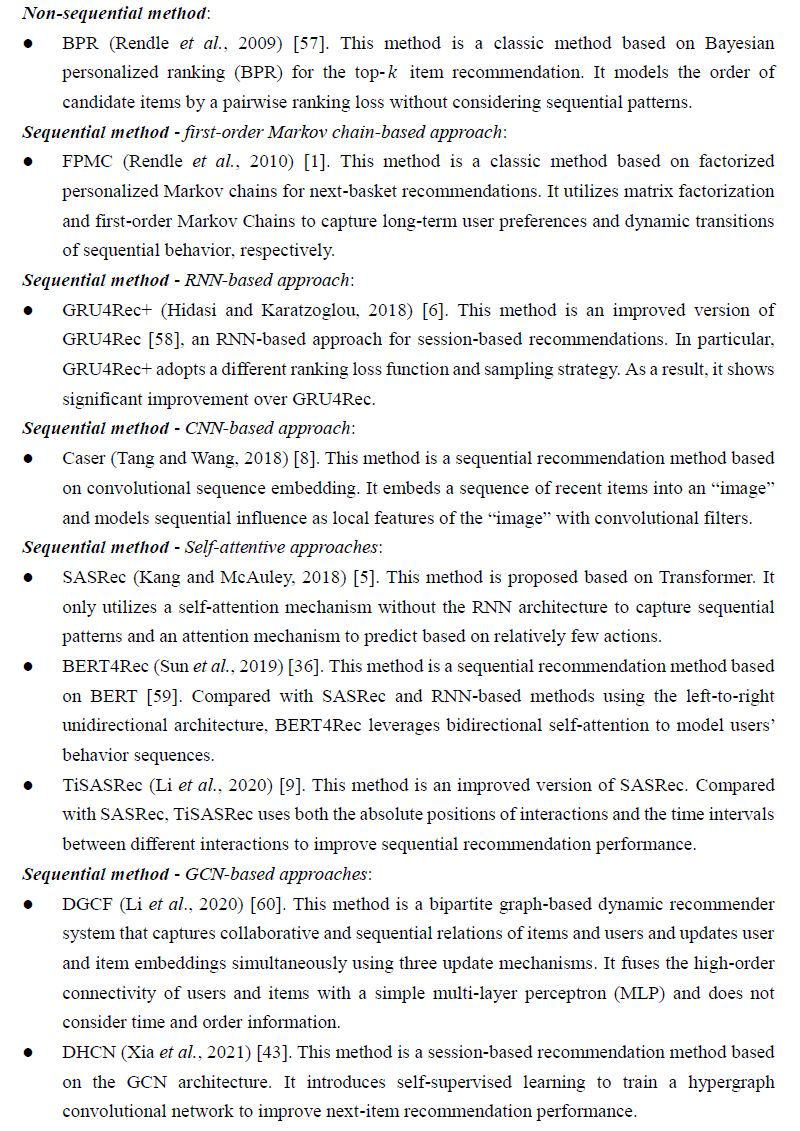 Non-sequential method:
● BPR (Rendle et al., 2009) [57]. This method is a classic method based on Bayesian
personalized ranking (BPR) for the top-k item recommendation. It models the order of
candidate items by a pairwise ranking loss without considering sequential patterns.
Sequential method - first-order Markov chain-based approach:
● FPMC (Rendle et al., 2010) [1]. This method is a classic method based on factorized
personalized Markov chains for next-basket recommendations. It utilizes matrix factorization
and first-order Markov Chains to capture long-term user preferences and dynamic transitions
of sequential behavior, respectively.
Sequential method - RNN-based approach:
● GRU4Rec+ (Hidasi and Karatzoglou, 2018) [6]. This method is an improved version of
GRU4Rec [58], an RNN-based approach for session-based recommendations. In particular,
GRU4Rec+ adopts a different ranking loss function and sampling strategy. As a result, it shows
significant improvement over GRU4Rec.
Sequential method - CNN-based approach:
● Caser (Tang and Wang, 2018) [8]. This method is a sequential recommendation method based
on convolutional sequence embedding. It embeds a sequence of recent items into an “image”
and models sequential influence as local features of the “image” with convolutional filters.
Sequential method - Self-attentive approaches:
● SASRec (Kang and McAuley, 2018) [5]. This method is proposed based on Transformer. It
only utilizes a self-attention mechanism without the RNN architecture to capture sequential
patterns and an attention mechanism to predict based on relatively few actions.
● BERT4Rec (Sun et al., 2019) [36]. This method is a sequential recommendation method based
on BERT [59]. Compared with SASRec and RNN-based methods using the left-to-right
unidirectional architecture, BERT4Rec leverages bidirectional self-attention to model users’
behavior sequences.
● TiSASRec (Li et al., 2020) [9]. This method is an improved version of SASRec. Compared
with SASRec, TiSASRec uses both the absolute positions of interactions and the time intervals
between different interactions to improve sequential recommendation performance.
Sequential method - GCN-based approaches:
● DGCF (Li et al., 2020) [60]. This method is a bipartite graph-based dynamic recommender
system that captures collaborative and sequential relations of items and users and updates user
and item embeddings simultaneously using three update mechanisms. It fuses the high-order
connectivity of users and items with a simple multi-layer perceptron (MLP) and does not
consider time and order information.
● DHCN (Xia et al., 2021) [43]. This method is a session-based recommendation method based
on the GCN architecture. It introduces self-supervised learning to train a hypergraph
convolutional network to improve next-item recommendation performance.